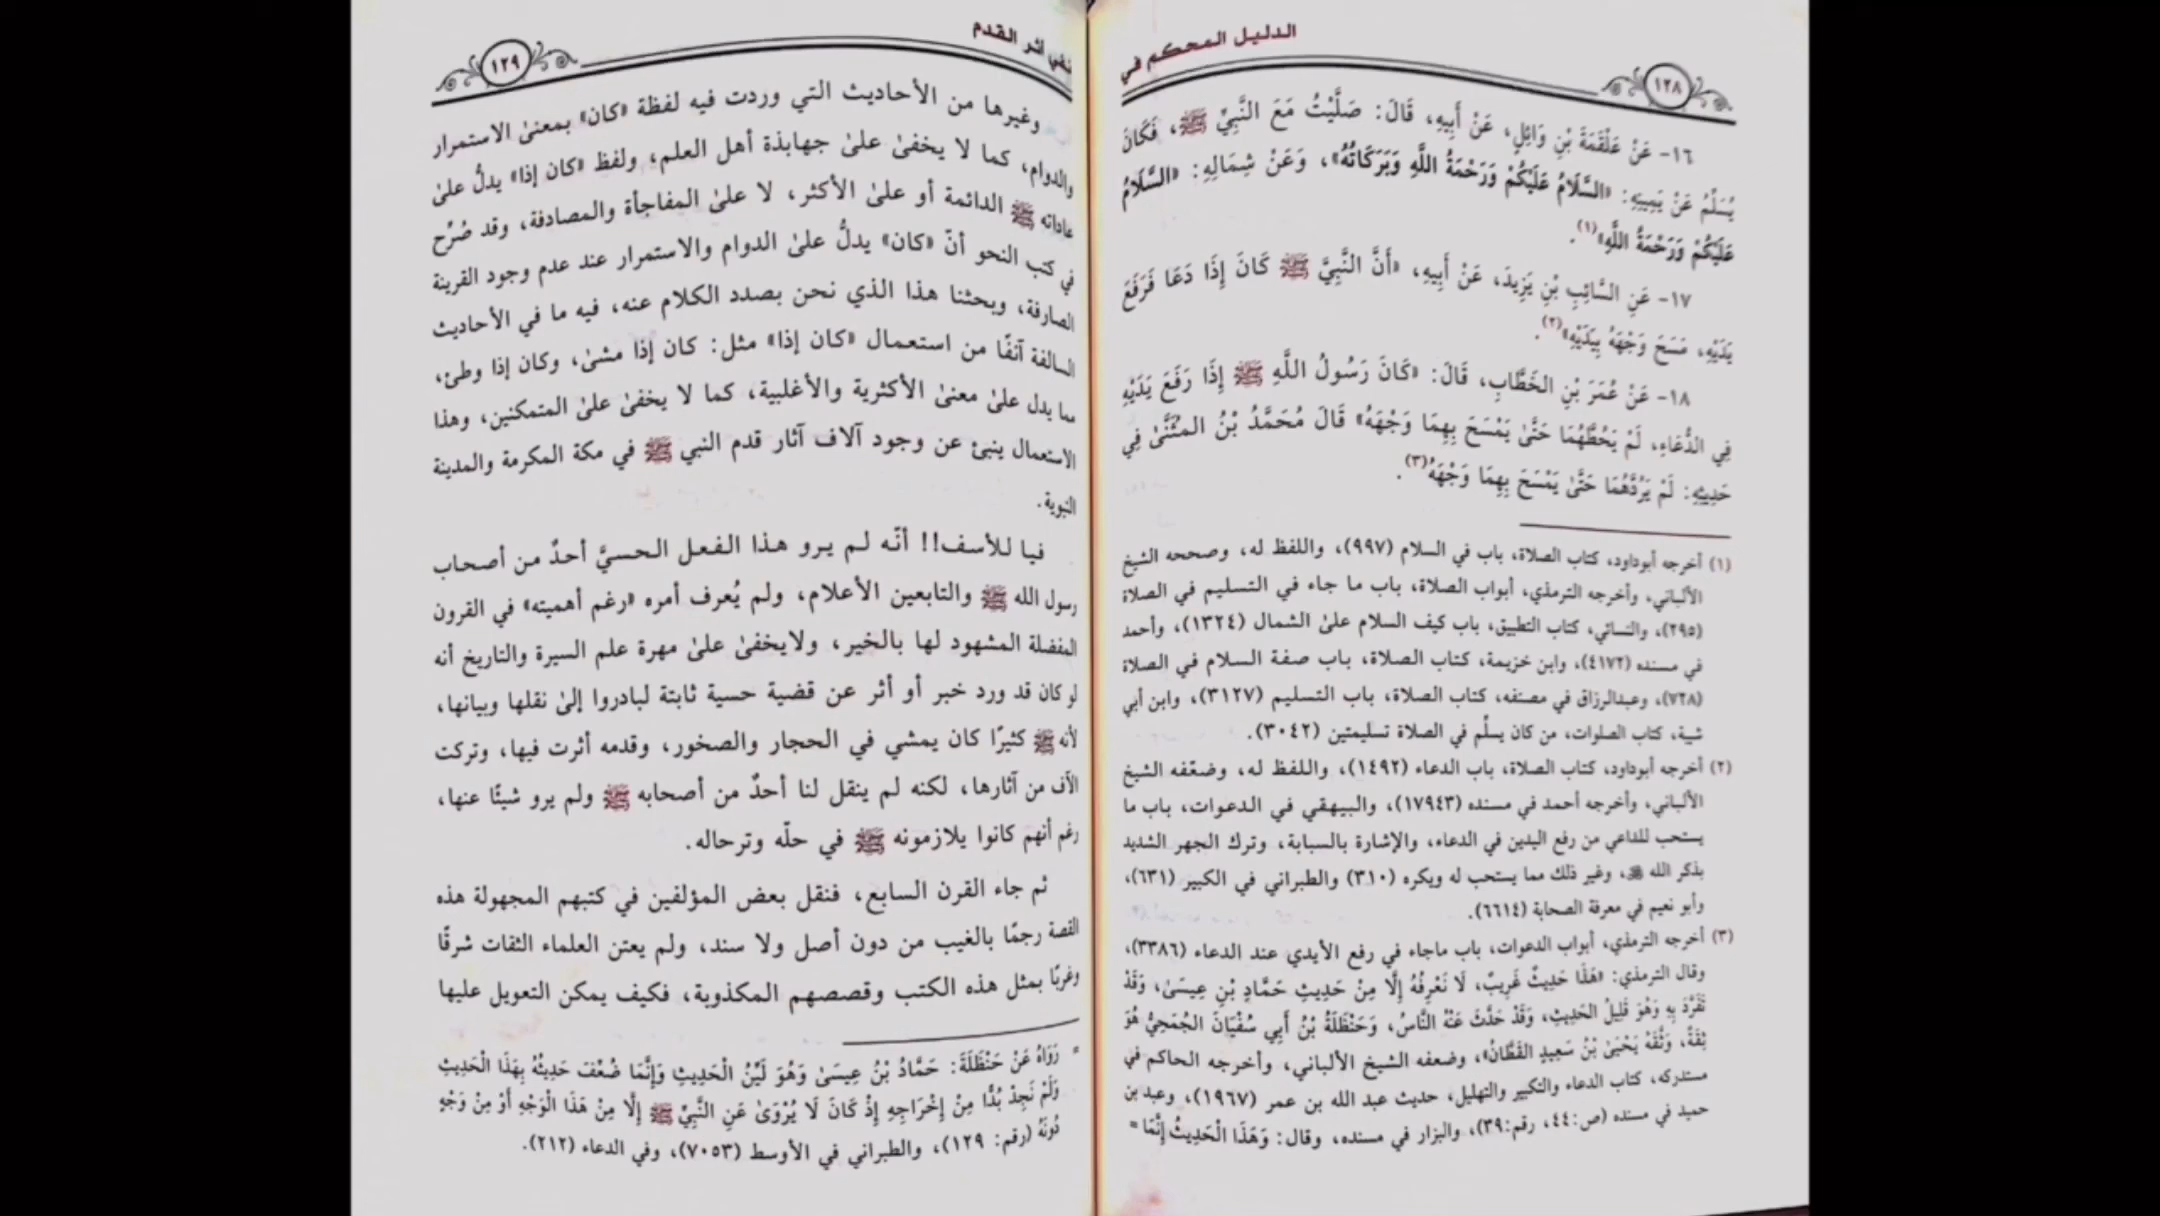 الدليل المحكم في
١٢٨
١٦- عَنْ عَلْقَمَةَ بْنِ وَائِلٍ، عَنْ أَبِيهِ، قَالَ: صَلَّيْتُ مَعَ النَّبِيِّ ﷺ، فَكَانَ
يُسَلِّمُ عَنْ يَمِينِهِ: «السَّلَامُ عَلَيْكُمْ وَرَحْمَةُ اللَّهِ وَبَرَكَاتُهُ»، وَعَنْ شِمَالِهِ: «السَّلَامُ
عَلَيْكُمْ وَرَحْمَةُ اللَّهِ»(١).
١٧- عَنِ السَّائِبِ بْنِ يَزِيدَ، عَنْ أَبِيهِ، «أَنَّ النَّبِيَّ ﷺ كَانَ إِذَا دَعَا فَرَفَعَ
يَدَيْهِ، مَسَحَ وَجْهَهُ بِيَدَيْهِ»(٢).
١٨- عَنْ عُمَرَ بْنِ الخَطَّابِ، قَالَ: «كَانَ رَسُولُ اللَّهِ ﷺ إِذَا رَفَعَ يَدَيْهِ
فِي الدُّعَاءِ، لَمْ يَحُطَّهُمَا حَتَّىٰ يَمْسَحَ بِهِمَا وَجْهَهُ» قَالَ مُحَمَّدُ بْنُ المُثَنَّىٰ فِي
حَدِيثِهِ: لَمْ يَرُدَّهُمَا حَتَّىٰ يَمْسَحَ بِهِمَا وَجْهَهُ(٣).
(١) أخرجه أبوداود، كتاب الصلاة، باب في السلام (٩٩٧)، واللفظ له، وصححه الشيخ
الألباني، وأخرجه الترمذي، أبواب الصلاة، باب ما جاء في التسليم في الصلاة
(٢٩٥)، والنسائي، كتاب التطبيق، باب كيف السلام علىٰ الشمال (١٣٢٤)، وأحمد
في مسنده (٤١٧٢)، وابن خزيمة، كتاب الصلاة، باب صفة السلام في الصلاة
(٧٢٨)، وعبدالرزاق في مصنفه، كتاب الصلاة، باب التسليم (٣١٢٧)، وابن أبي
شيبة، كتاب الصلوات، من كان يسلِّم في الصلاة تسليمتين (٣٠٤٢).
(٢) أخرجه أبوداود، كتاب الصلاة، باب الدعاء (١٤٩٢)، واللفظ له، وضعّفه الشيخ
الألباني، وأخرجه أحمد في مسنده (١٧٩٤٣)، والبيهقي في الدعوات، باب ما
يستحب للداعي من رفع اليدين في الدعاء، والإشارة بالسبابة، وترك الجهر الشديد
بذكر الله ﷻ، وغير ذلك مما يستحب له ويكره (٣١٠) والطبراني في الكبير (٦٣١)،
وأبو نعيم في معرفة الصحابة (٦٦١٤).
(٣) أخرجه الترمذي، أبواب الدعوات، باب ماجاء في رفع الأيدي عند الدعاء (٣٣٨٦)،
وقال الترمذي: «هَذَا حَدِيثٌ غَرِيبٌ، لَا نَعْرِفُهُ إِلَّا مِنْ حَدِيثِ حَمَّادِ بْنِ عِيسَىٰ، وَقَدْ
تَفَرَّدَ بِهِ وَهُوَ قَلِيلُ الحَدِيثِ، وَقَدْ حَدَّثَ عَنْهُ النَّاسُ، وَحَنْظَلَةُ بْنُ أَبِي سُفْيَانَ الجُمَحِيُّ هُوَ
ثِقَةٌ، وَثَّقَهُ يَحْيَىٰ بْنُ سَعِيدٍ القَطَّانُ»، وضعفه الشيخ الألباني، وأخرجه الحاكم في
مستدركه، كتاب الدعاء والتكبير والتهليل، حديث عبد الله بن عمر (١٩٦٧)، وعبد بن
حميد في مسنده (ص:٤٤، رقم:٣٩)، والبزار في مسنده، وقال: وَهَذَا الْحَدِيثُ إِنَّمَا =
نفي أثر القدم
١٢٩
وغيرها من الأحاديث التي وردت فيه لفظة «كان» بمعنىٰ الاستمرار
والدوام، كما لا يخفىٰ علىٰ جهابذة أهل العلم، ولفظ «كان إذا» يدلُّ علىٰ
عاداته ﷺ الدائمة أو علىٰ الأكثر، لا علىٰ المفاجأة والمصادفة، وقد صُرِّح
في كتب النحو أنّ «كان» يدلُّ علىٰ الدوام والاستمرار عند عدم وجود القرينة
الصارفة، وبحثنا هذا الذي نحن بصدد الكلام عنه، فيه ما في الأحاديث
السالفة آنفًا من استعمال «كان إذا» مثل: كان إذا مشىٰ، وكان إذا وطئ،
مما يدل علىٰ معنىٰ الأكثرية والأغلبية، كما لا يخفىٰ علىٰ المتمكنين، وهذا
الاستعمال ينبئ عن وجود آلاف آثار قدم النبي ﷺ في مكة المكرمة والمدينة
النبوية.
فيا للأسف!! أنّه لم يرو هذا الفعل الحسيَّ أحدٌ من أصحاب
رسول الله ﷺ والتابعين الأعلام، ولم يُعرف أمره «رغم أهميته» في القرون
المفضلة المشهود لها بالخير، ولايخفىٰ علىٰ مهرة علم السيرة والتاريخ أنه
لو كان قد ورد خبر أو أثر عن قضية حسية ثابتة لبادروا إلىٰ نقلها وبيانها،
لأنه ﷺ كثيرًا كان يمشي في الحجار والصخور، وقدمه أثرت فيها، وتركت
الآف من آثارها، لكنه لم ينقل لنا أحدٌ من أصحابه ﷺ ولم يرو شيئًا عنها،
رغم أنهم كانوا يلازمونه ﷺ في حلّه وترحاله.
ثم جاء القرن السابع، فنقل بعض المؤلفين في كتبهم المجهولة هذه
القصة رجمًا بالغيب من دون أصل ولا سند، ولم يعتن العلماء الثقات شرقًا
وغربًا بمثل هذه الكتب وقصصهم المكذوبة، فكيف يمكن التعويل عليها
= رَوَاهُ عَنْ حَنْظَلَةَ: حَمَّادُ بْنُ عِيسَىٰ وَهُوَ لَيِّنُ الْحَدِيثِ وَإِنَّمَا ضُعِّفَ حَدِيثُهُ بِهَذَا الْحَدِيثِ
وَلَمْ نَجِدْ بُدًّا مِنْ إِخْرَاجِهِ إِذْ كَانَ لَا يُرْوَىٰ عَنِ النَّبِيِّ ﷺ إِلَّا مِنْ هَذَا الْوَجْهِ أَوْ مِنْ وَجْهٍ
دُونَهُ (رقم: ١٢٩)، والطبراني في الأوسط (٧٠٥٣)، وفي الدعاء (٢١٢).